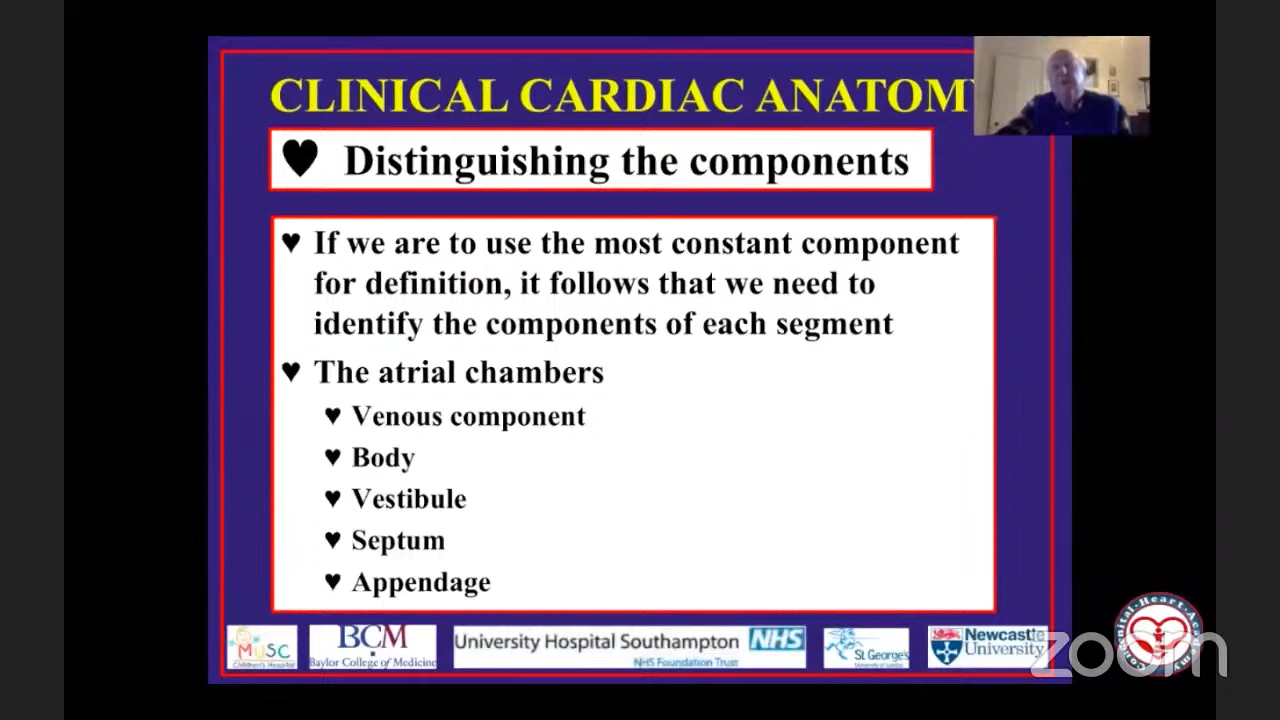 CLINICAL CARDIAC ANATOMY
♥ Distinguishing the components
♥ If we are to use the most constant component
for definition, it follows that we need to
identify the components of each segment
♥ The atrial chambers
♥ Venous component
♥ Body
♥ Vestibule
♥ Septum
♥ Appendage
MUSC
Children's Hospital
BCM
Baylor College of Medicine
University Hospital Southampton NHS
NHS Foundation Trust
St George's
University of London
Newcastle
University
zoom
Heart Academy